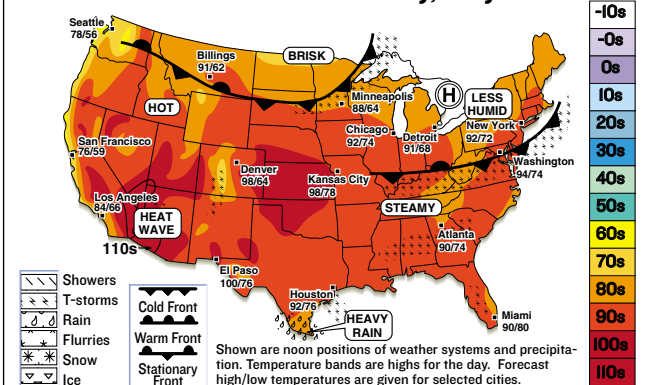 Seattle
78/56
Billings
91/62
BRISK
Minneapolis
88/64
H
LESS
HUMID
HOT
Chicago
92/74
Detroit
91/68
New York
92/72
San Francisco
76/59
Denver
98/64
Kansas City
98/78
Washington
94/74
Los Angeles
84/66
HEAT
WAVE
STEAMY
Atlanta
90/74
110s
El Paso
100/76
Houston
92/76
HEAVY
RAIN
Miami
90/80
-10s
-0s
0s
10s
20s
30s
40s
50s
60s
70s
80s
90s
100s
110s
Showers
T-storms
Rain
Flurries
Snow
Ice
Cold Front
Warm Front
Stationary
Front
Shown are noon positions of weather systems and precipita-
tion. Temperature bands are highs for the day. Forecast
high/low temperatures are given for selected cities.